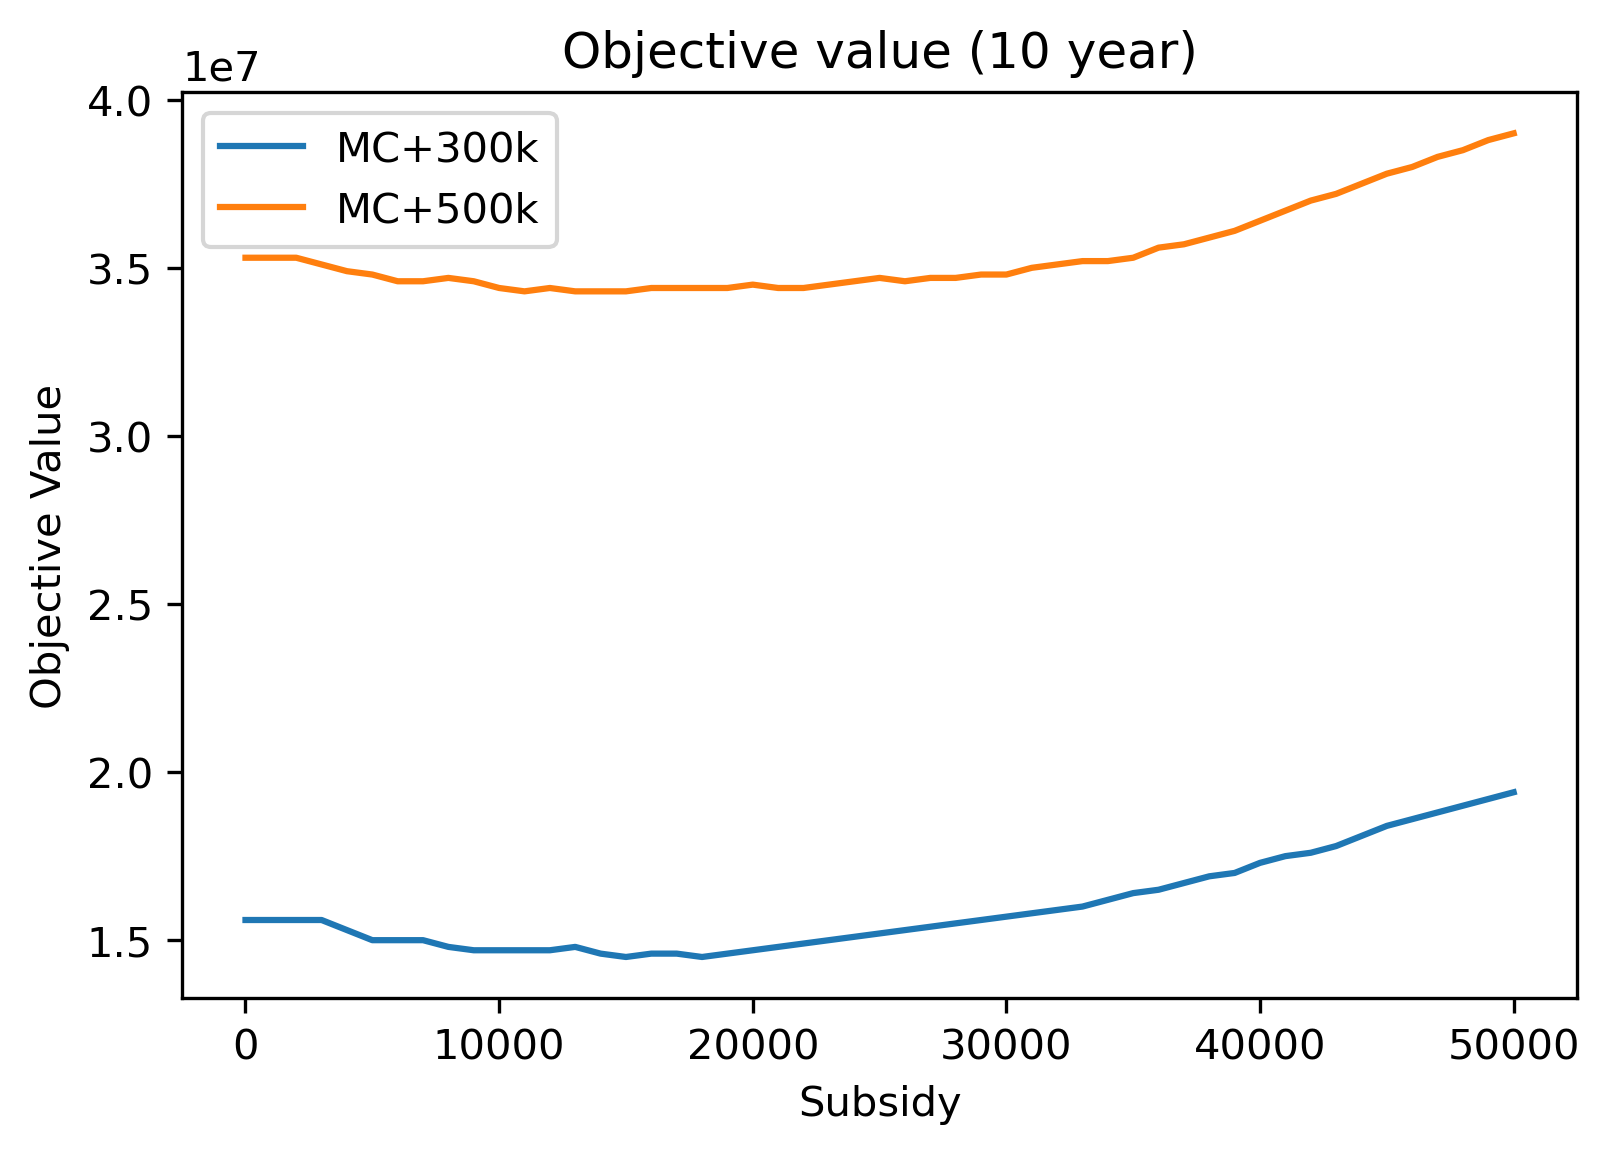 Objective value (10 year)
1e7
MC+300k
MC+500k
4.0
3.5
3.0
2.5
2.0
1.5
Objective Value
0 10000 20000 30000 40000 50000
Subsidy